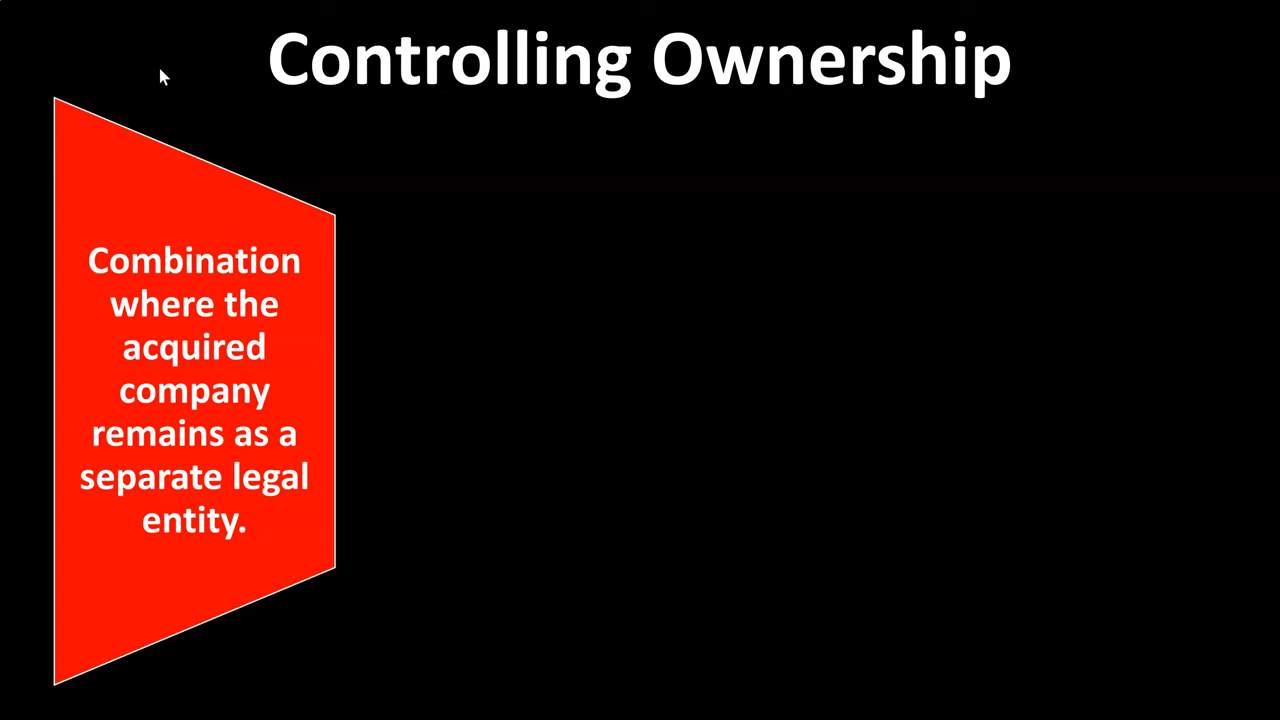 Controlling Ownership
Combination
where the
acquired
company
remains as a
separate legal
entity.